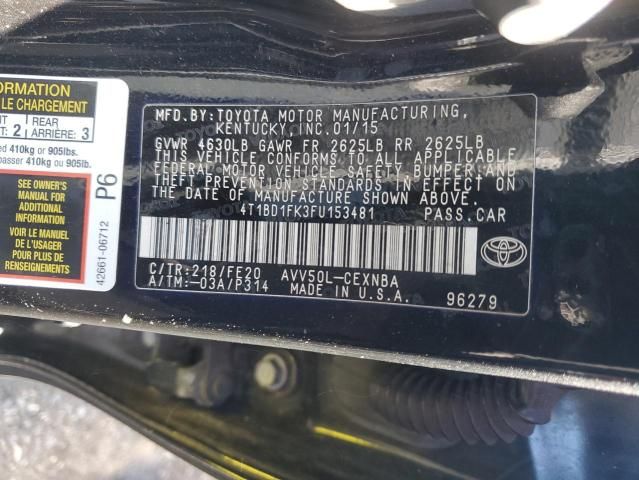 FORMATION
LE CHARGEMENT
REAR
2
ARRIÈRE 3
ed 410kg or 905lbs.
passer 410kg ou 905lb.
SEE OWNER'S
MANUAL FOR
ADDITIONAL
INFORMATION
VOIR LE MANUEL
DE L'USAGER
POUR PLUS DE
RENSEIGNEMENTS
P6
42661-06712
MFD.BY:TOYOTA MOTOR MANUFACTURING,
KENTUCKY, INC. 01/15
GVWR 4630LB GAWR FR 2625LB RR 2625LB
THIS VEHICLE CONFORMS TO ALL APPLICABLE
FEDERAL MOTOR VEHICLE SAFETY, BUMPER, AND
THEFT PREVENTION STANDARDS IN EFFECT ON
THE DATE OF MANUFACTURE SHOWN ABOVE.
4T1BD1FK3FU153481 PASS.CAR
C/TR:218/FE20 AVV50L-CEXNBA
A/TM:-03A/P314 MADE IN U.S.A. 96279
TOYOTA